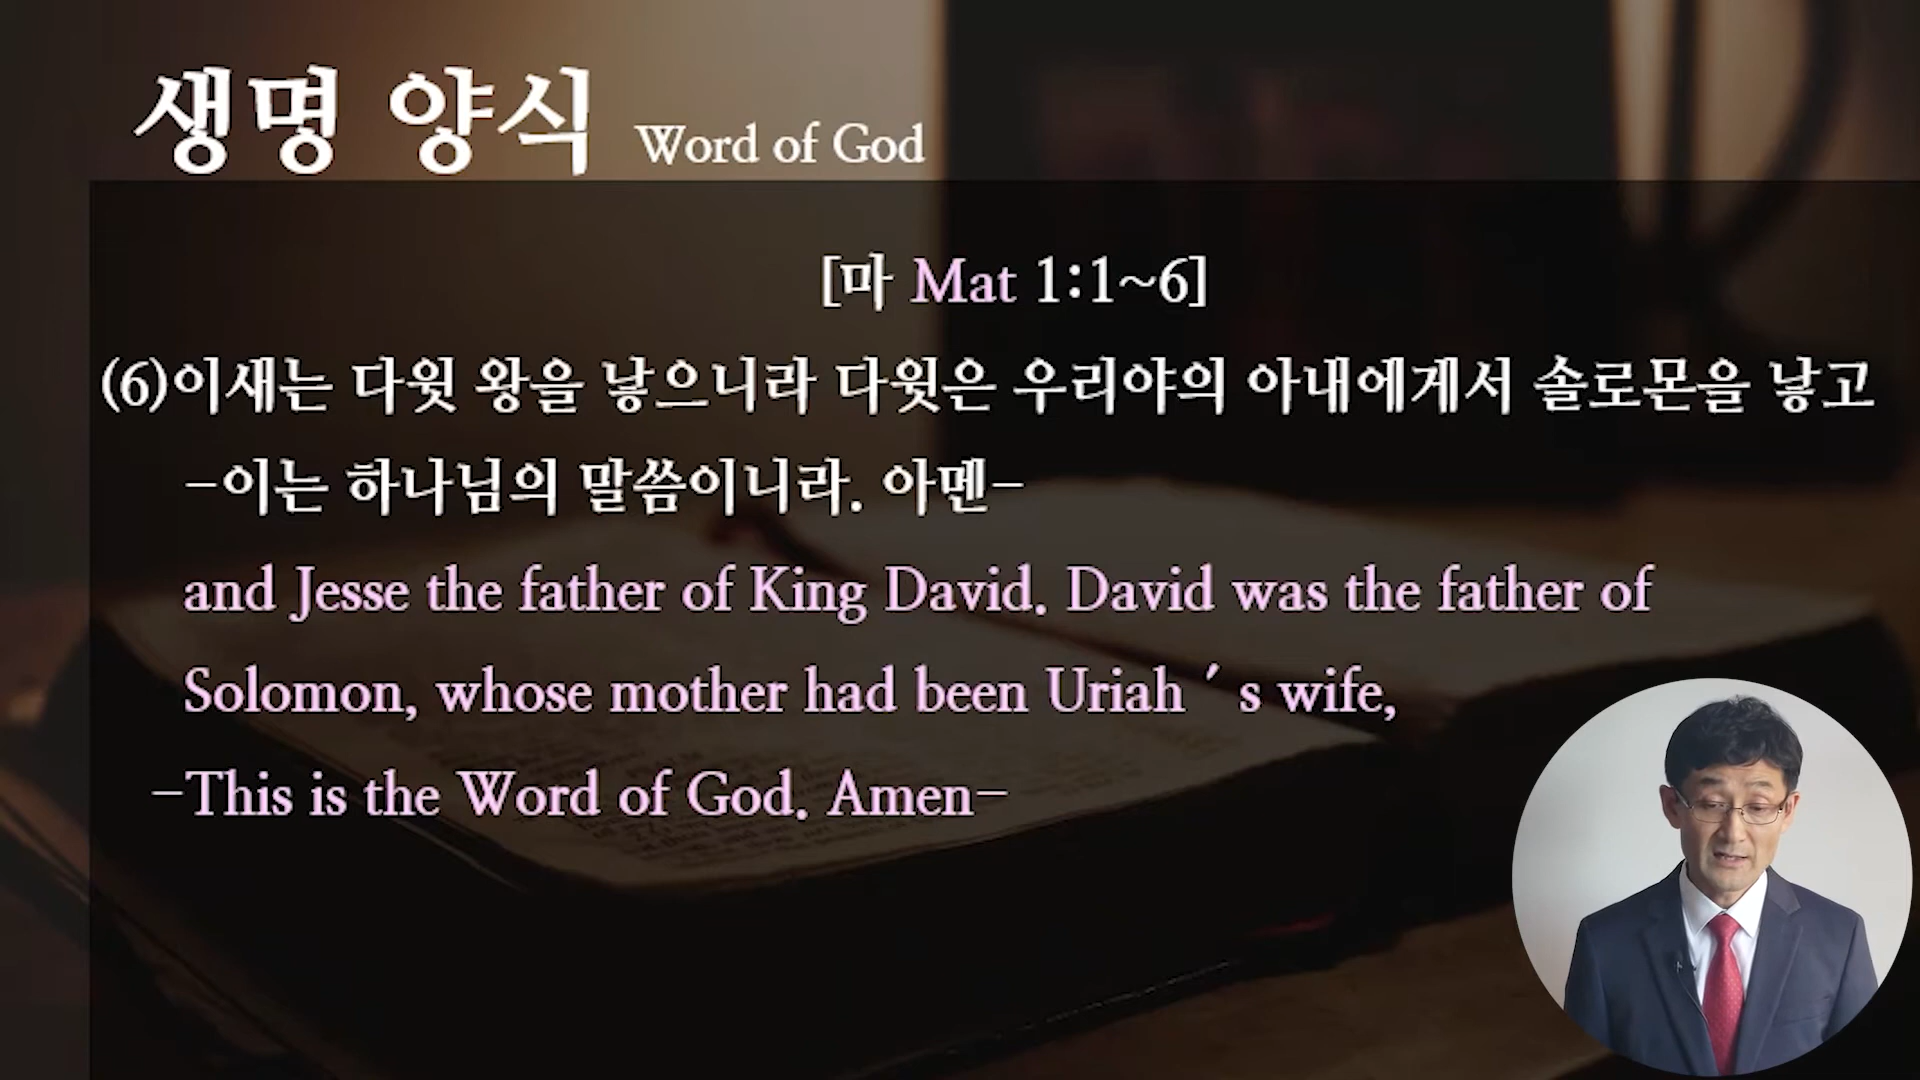 생명 양식 Word of God
[마 Mat 1:1~6]
(6)이새는 다윗 왕을 낳으니라 다윗은 우리야의 아내에게서 솔로몬을 낳고
-이는 하나님의 말씀이니라. 아멘-
and Jesse the father of King David. David was the father of
Solomon, whose mother had been Uriah´s wife,
-This is the Word of God. Amen-